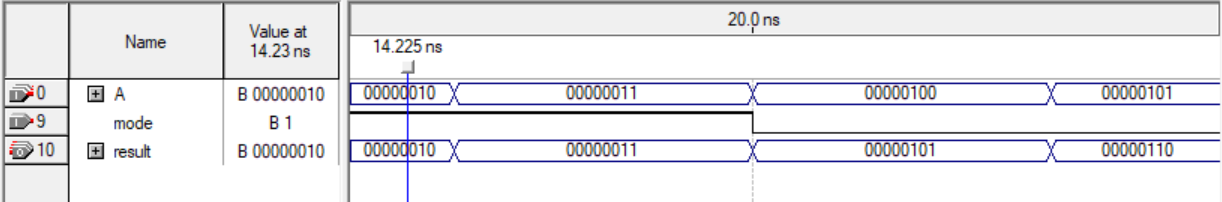 Name Value at 14.23 ns 20.0 ns
14.225 ns
0 A B 00000010 00000010 00000011 00000100 00000101
9 mode B 1
10 result B 00000010 00000010 00000011 00000101 00000110